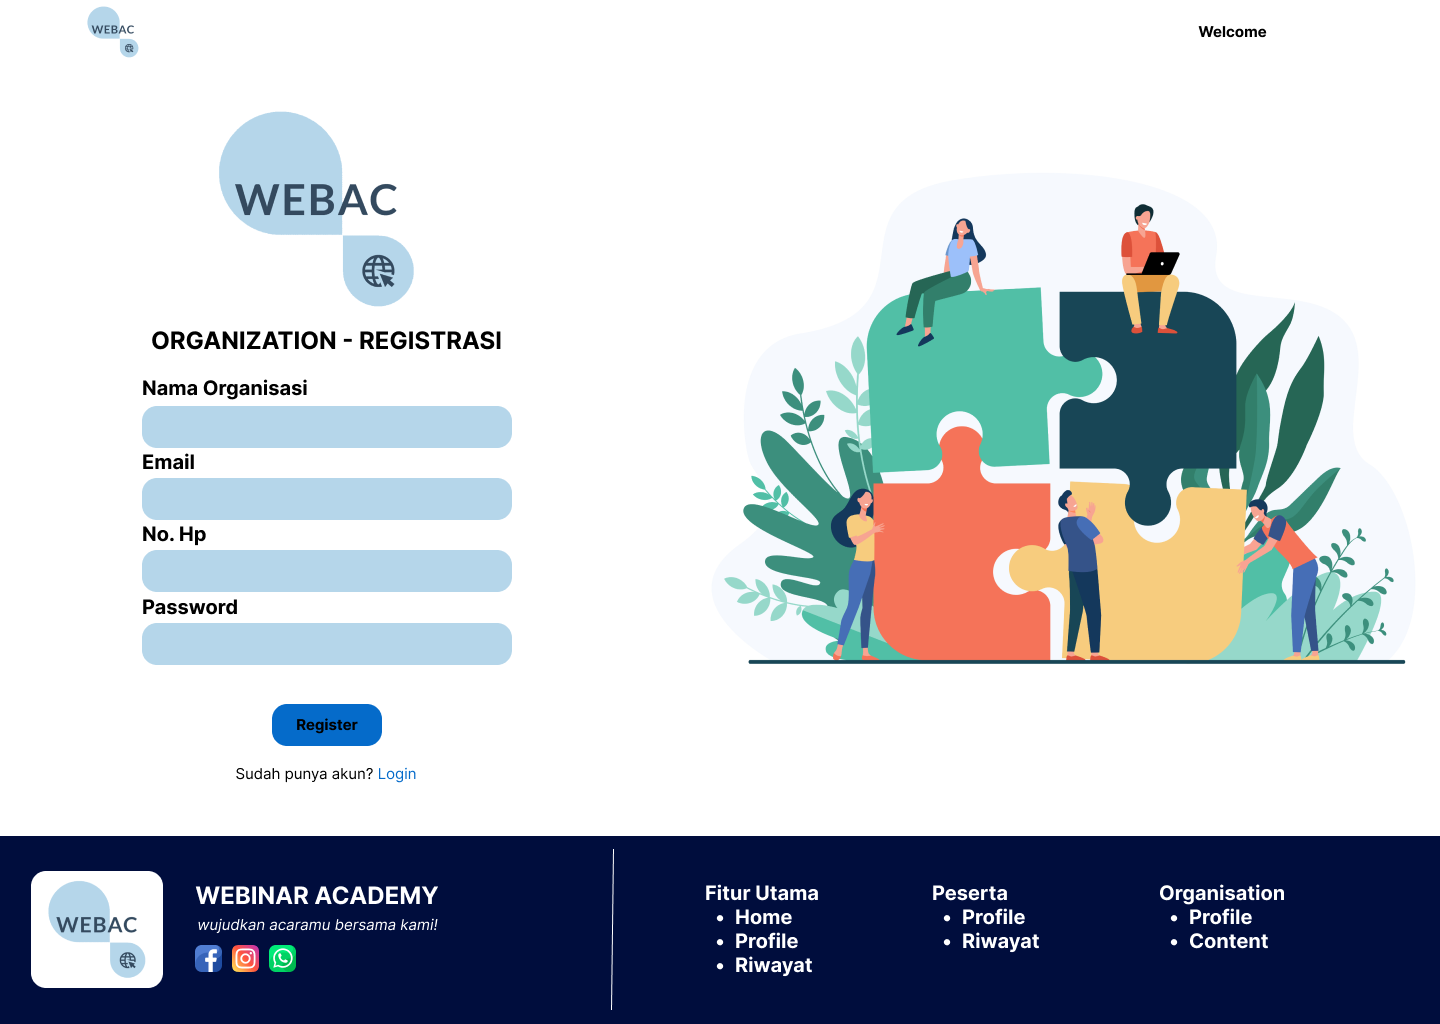 WEBAC
Welcome
WEBAC
ORGANIZATION - REGISTRASI
Nama Organisasi
Email
No. Hp
Password
Register
Sudah punya akun? Login
WEBAC
WEBINAR ACADEMY
wujudkan acaramu bersama kami!
Fitur Utama
• Home
• Profile
• Riwayat
Peserta
• Profile
• Riwayat
Organisation
• Profile
• Content